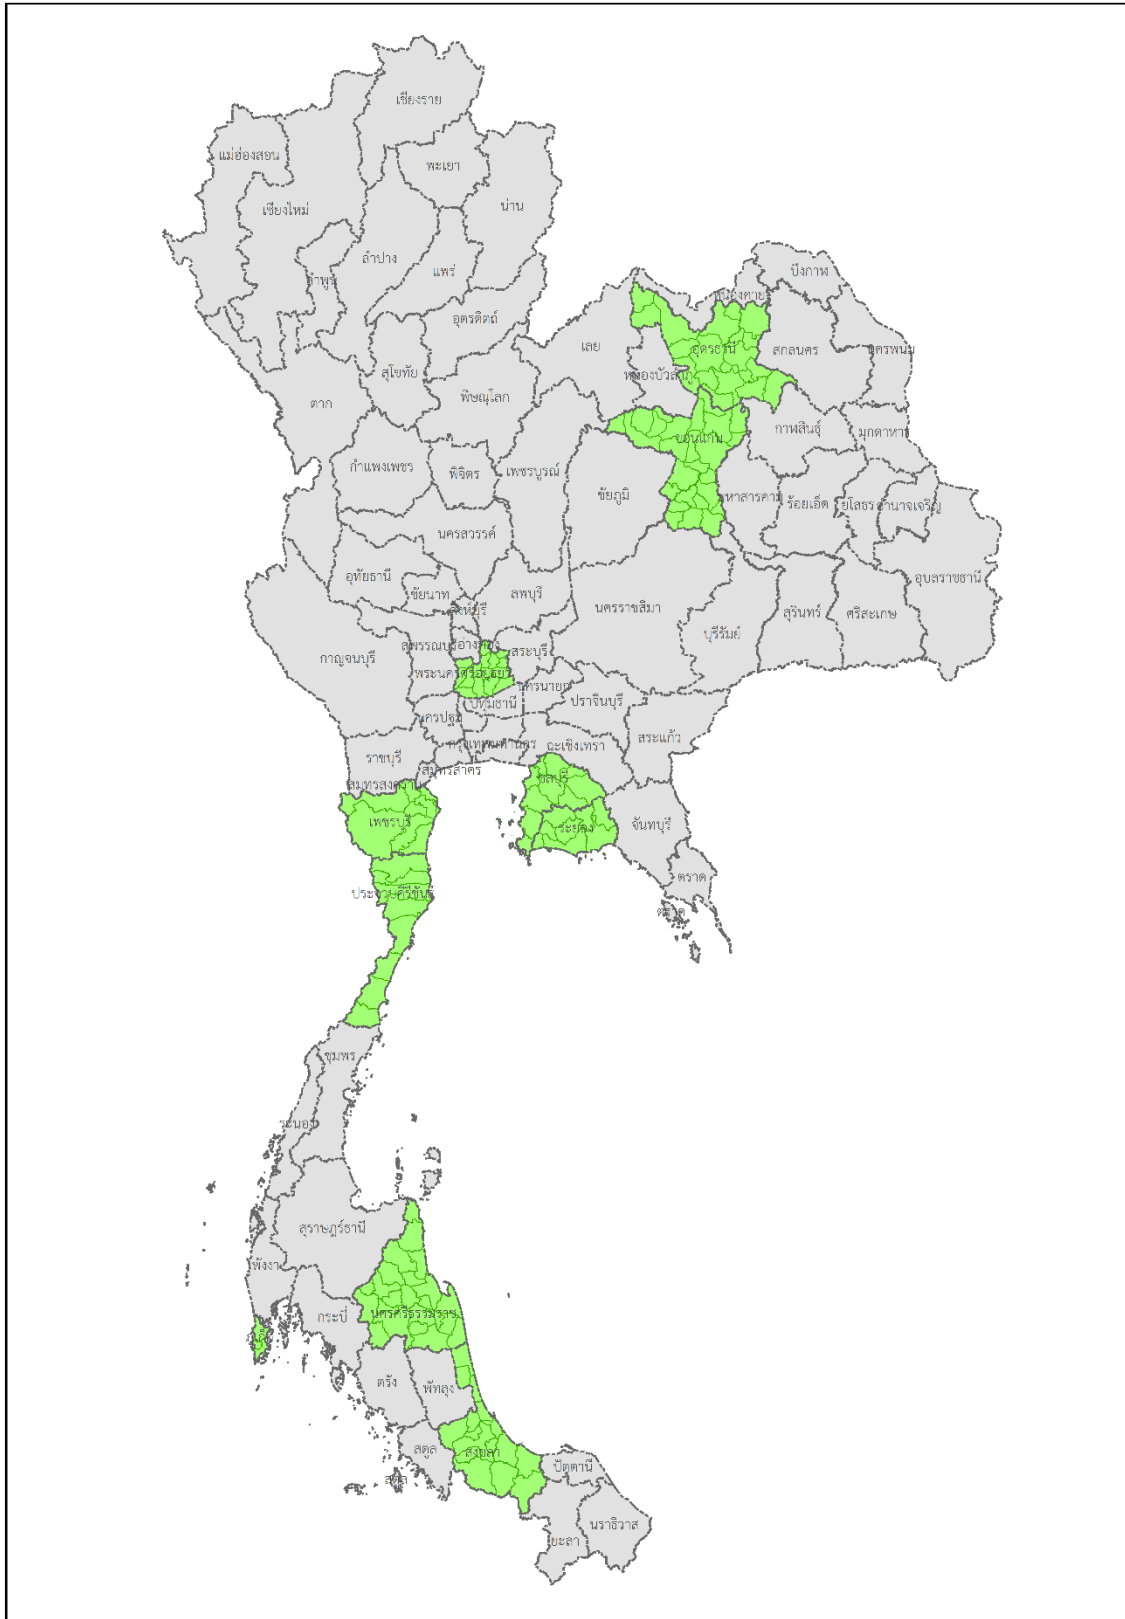 เชียงราย
แม่ฮ่องสอน
พะเยา
เชียงใหม่
น่าน
ลำปาง
แพร่
ลำพูน
บึงกาฬ
หนองคาย
อุตรดิตถ์
เลย
อุดรธานี
สกลนคร
นครพนม
สุโขทัย
หนองบัวลำภู
พิษณุโลก
ตาก
ขอนแก่น
กาฬสินธุ์
มุกดาหาร
กำแพงเพชร
พิจิตร
เพชรบูรณ์
ชัยภูมิ
มหาสารคาม
ร้อยเอ็ด
ยโสธร
อำนาจเจริญ
นครสวรรค์
อุทัยธานี
ชัยนาท
ลพบุรี
อุบลราชธานี
สิงห์บุรี
นครราชสีมา
สุรินทร์
ศรีสะเกษ
บุรีรัมย์
สุพรรณบุรี
อ่างทอง
สระบุรี
กาญจนบุรี
พระนครศรีอยุธยา
นครนายก
ปราจีนบุรี
ปทุมธานี
นครปฐม
สระแก้ว
กรุงเทพมหานคร
ฉะเชิงเทรา
ราชบุรี
สมุทรสาคร
ชลบุรี
สมุทรสงคราม
เพชรบุรี
ระยอง
จันทบุรี
ตราด
ประจวบคีรีขันธ์
ตราด
ชุมพร
ระนอง
สุราษฎร์ธานี
พังงา
นครศรีธรรมราช
กระบี่
ภูเก็ต
ตรัง
พัทลุง
สตูล
สงขลา
ปัตตานี
สตูล
นราธิวาส
ยะลา